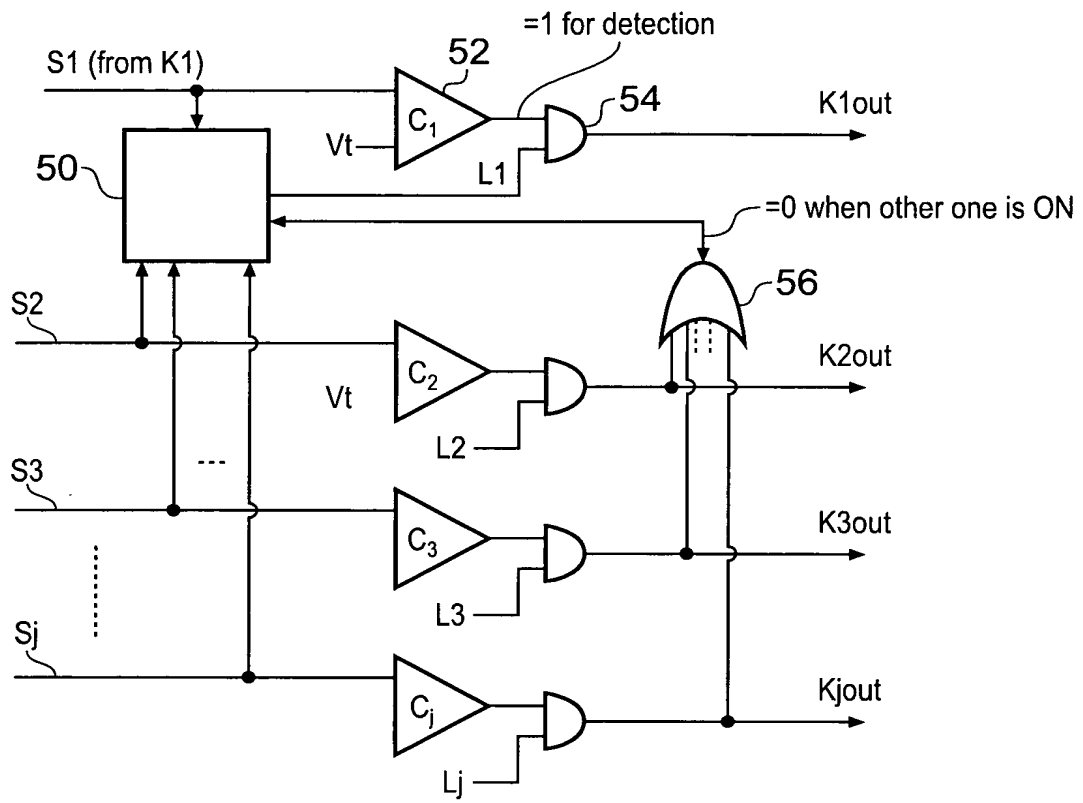 =1 for detection
S1 (from K1)
52
54
K1out
C1
Vt
50
L1
=0 when other one is ON
56
S2
K2out
C2
Vt
L2
S3
K3out
C3
L3
Sj
Kjout
Cj
Lj